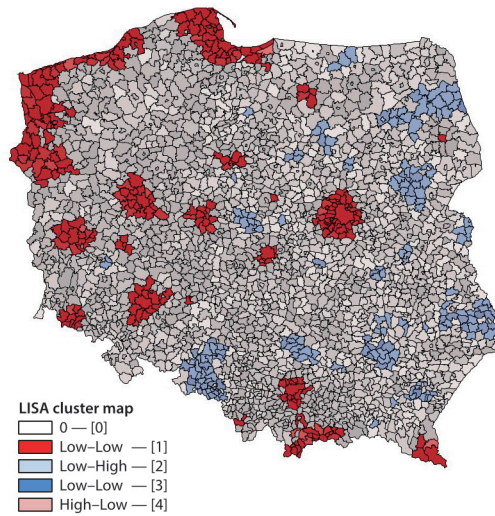 LISA cluster map
0 — [0]
Low–Low — [1]
Low–High — [2]
Low–Low — [3]
High–Low — [4]